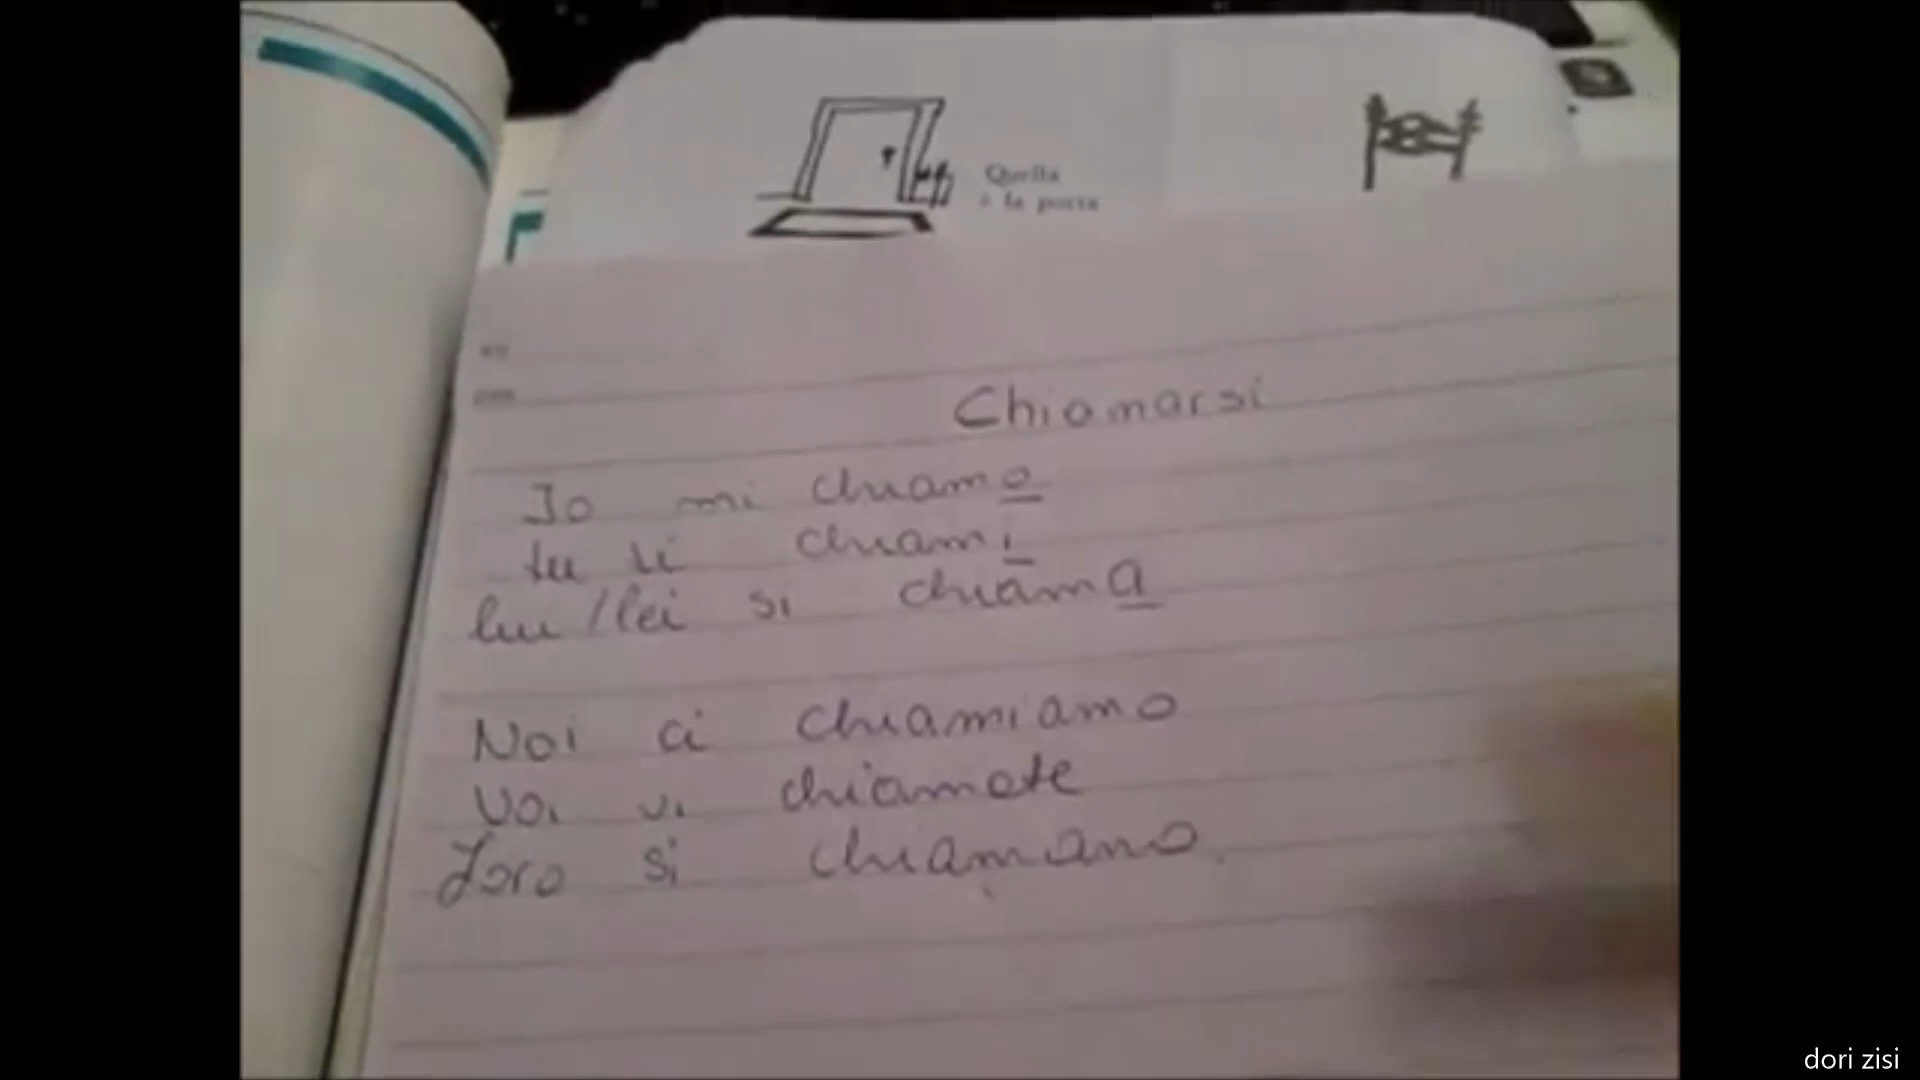 Quella
è la porta
Chiamarsi
Io mi chiamo
tu ti chiami
lui/lei si chiama
Noi ci chiamiamo
Voi vi chiamate
Loro si chiamano.
dori zisi